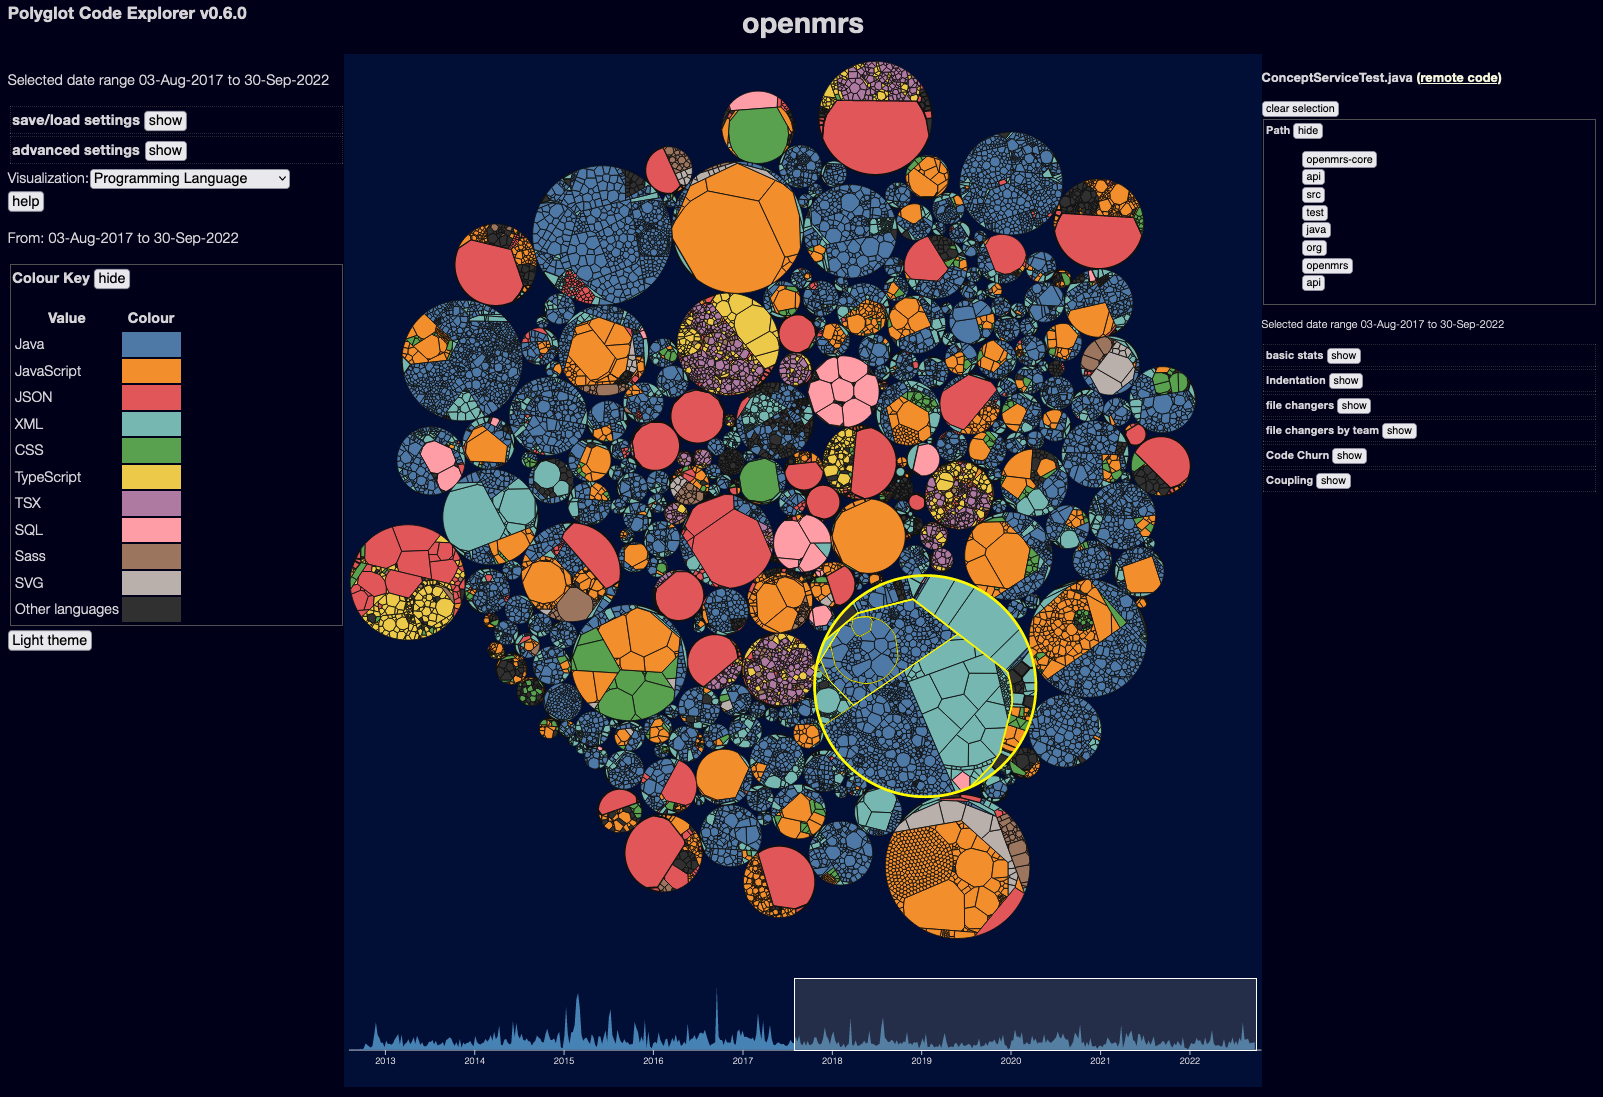 Polyglot Code Explorer v0.6.0
openmrs
Selected date range 03-Aug-2017 to 30-Sep-2022
save/load settings show
advanced settings show
Visualization: Programming Language
help
From: 03-Aug-2017 to 30-Sep-2022
Colour Key hide
Value Colour
Java
JavaScript
JSON
XML
CSS
TypeScript
TSX
SQL
Sass
SVG
Other languages
Light theme
2013 2014 2015 2016 2017 2018 2019 2020 2021 2022
ConceptServiceTest.java (remote code)
clear selection
Path hide
openmrs-core
api
src
test
java
org
openmrs
api
Selected date range 03-Aug-2017 to 30-Sep-2022
basic stats show
Indentation show
file changers show
file changers by team show
Code Churn show
Coupling show